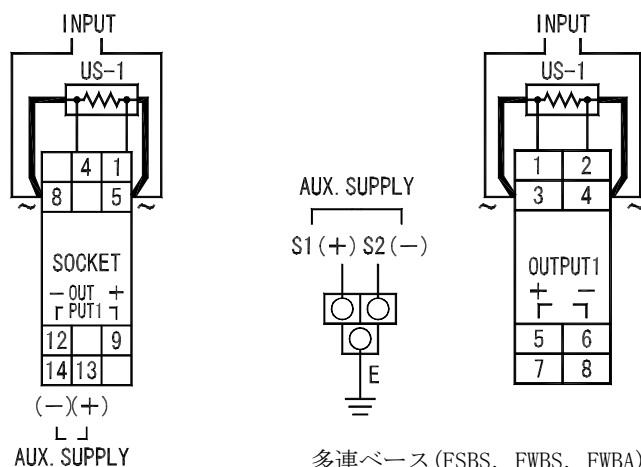 INPUT
US-1
4 1
8 5
~ ~
SOCKET
− OUT +
PUT1
12 9
14 13
(−)(+)
AUX. SUPPLY
AUX. SUPPLY
S1(+) S2(−)
E
INPUT
US-1
1 2
3 4
~ ~
OUTPUT1
+ −
5 6
7 8
多連ベース(FSBS, FWBS, FWBA)